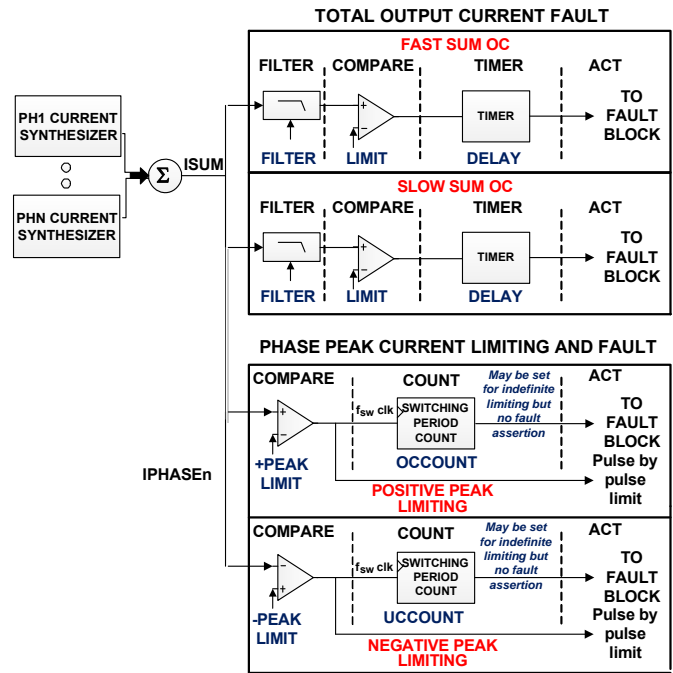 TOTAL OUTPUT CURRENT FAULT
FAST SUM OC
FILTER
COMPARE
TIMER
ACT
PH1 CURRENT
SYNTHESIZER
PHN CURRENT
SYNTHESIZER
Σ
ISUM
+
−
TIMER
TO
FAULT
BLOCK
FILTER
LIMIT
DELAY
SLOW SUM OC
FILTER
COMPARE
TIMER
ACT
+
−
TIMER
TO
FAULT
BLOCK
FILTER
LIMIT
DELAY
PHASE PEAK CURRENT LIMITING AND FAULT
COMPARE
COUNT
May be set
for indefinite
limiting but
no fault
assertion
ACT
+
−
fsw clk
SWITCHING
PERIOD
COUNT
TO
FAULT
BLOCK
+PEAK
LIMIT
OCCOUNT
Pulse by
pulse
limit
POSITIVE PEAK
LIMITING
IPHASEn
COMPARE
COUNT
May be set
for indefinite
limiting but
no fault
assertion
ACT
−
+
fsw clk
SWITCHING
PERIOD
COUNT
TO
FAULT
BLOCK
-PEAK
LIMIT
UCCOUNT
Pulse by
pulse
limit
NEGATIVE PEAK
LIMITING